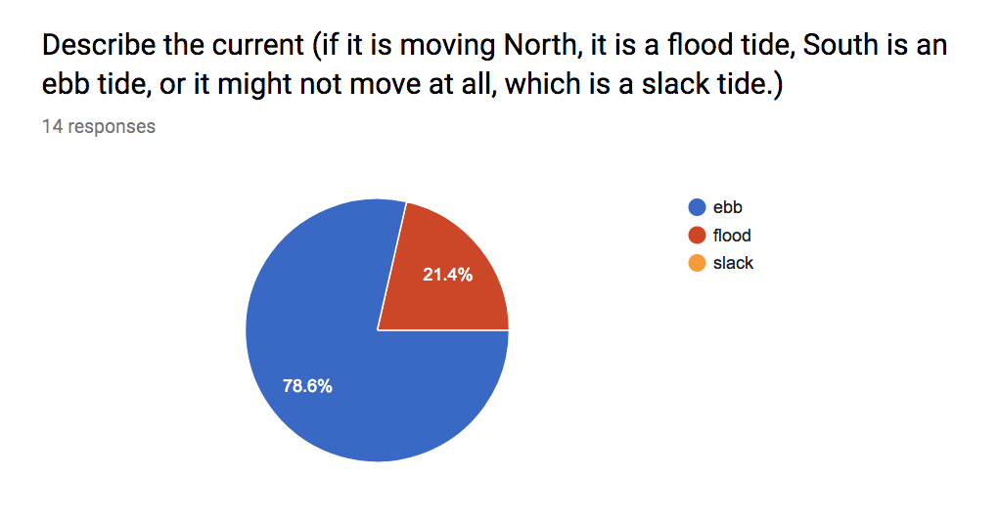 Describe the current (if it is moving North, it is a flood tide, South is an
ebb tide, or it might not move at all, which is a slack tide.)
14 responses
ebb
flood
slack
21.4%
78.6%